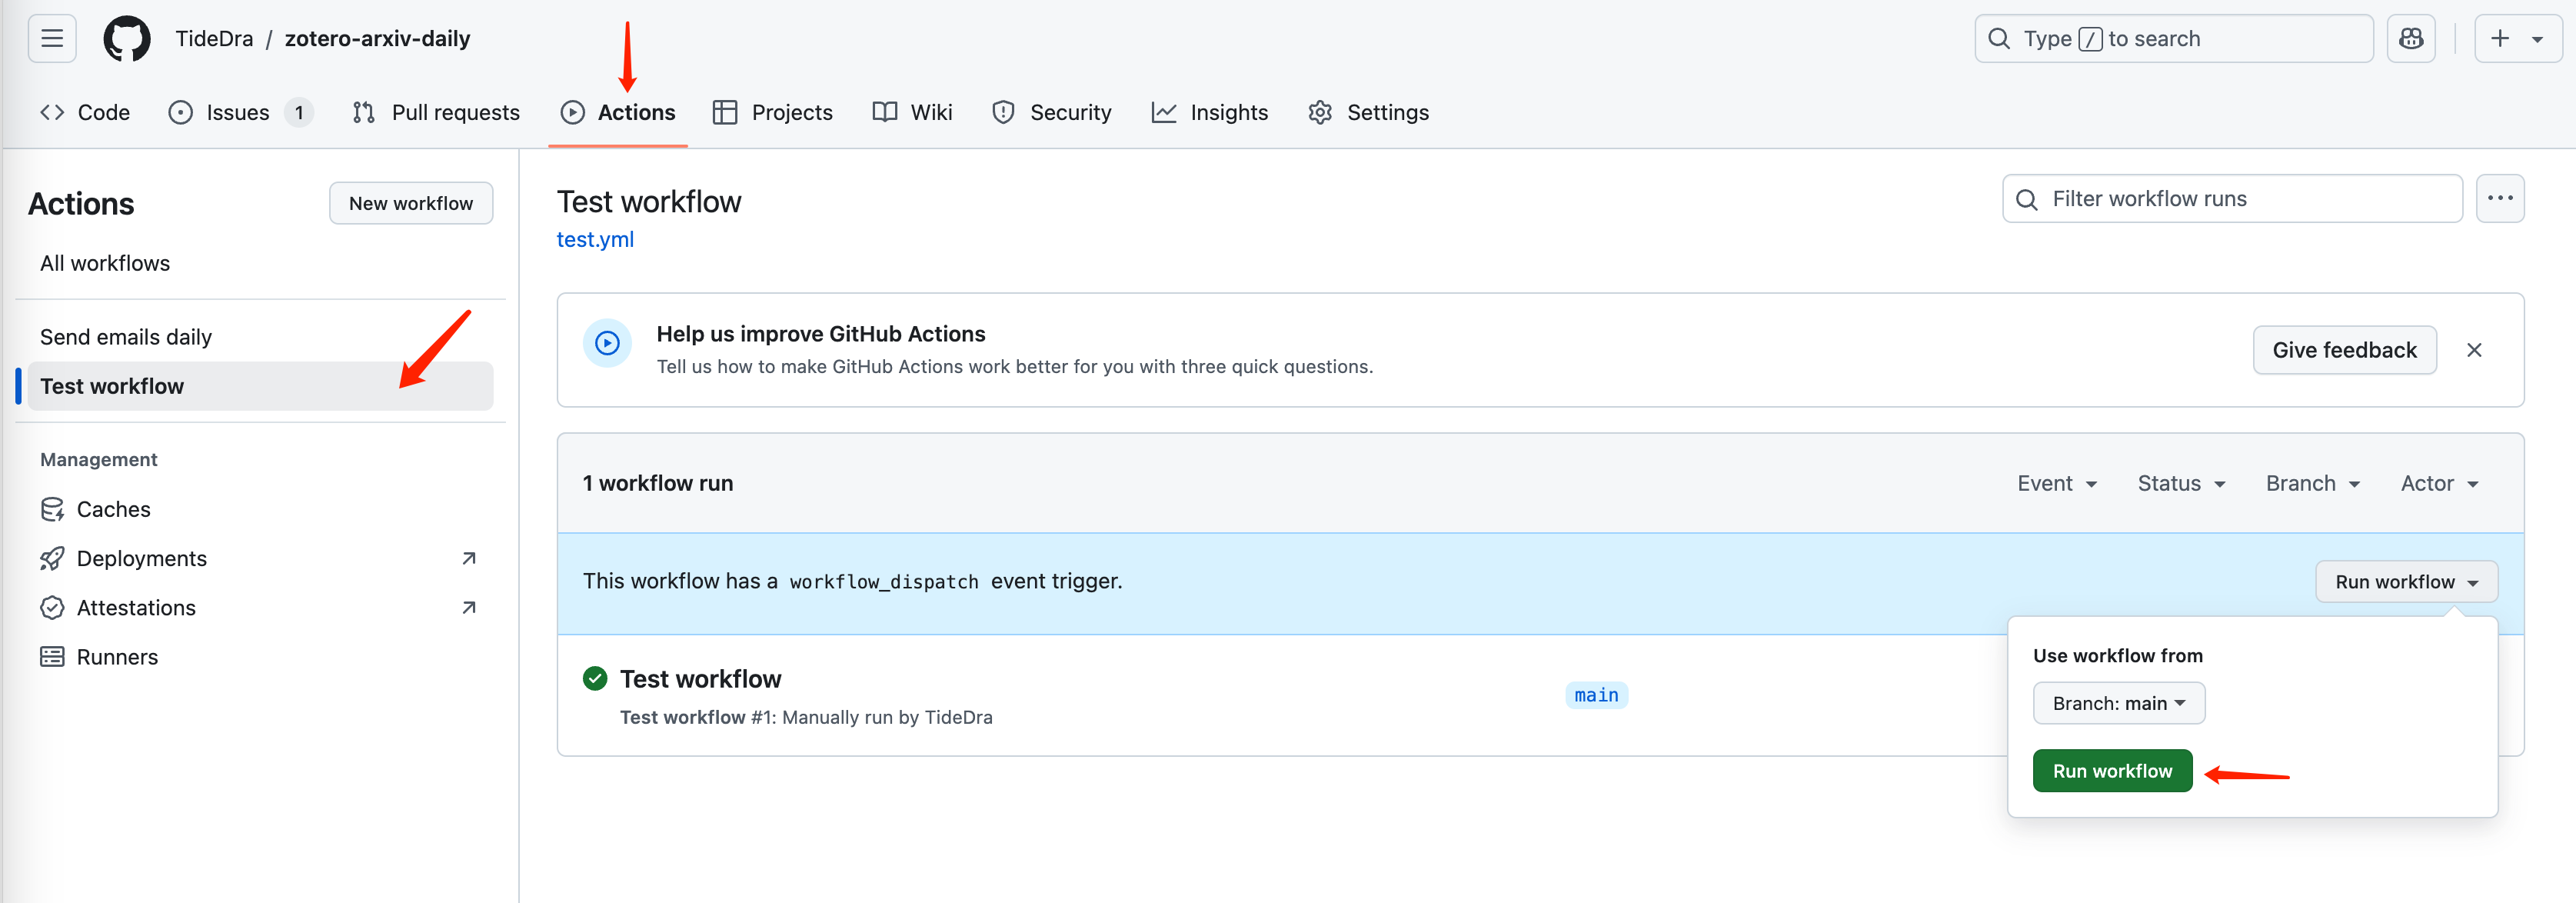 TideDra / zotero-arxiv-daily
Type / to search
Code
Issues 1
Pull requests
Actions
Projects
Wiki
Security
Insights
Settings
Actions
New workflow
All workflows
Send emails daily
Test workflow
Management
Caches
Deployments
Attestations
Runners
Test workflow
Filter workflow runs
test.yml
Help us improve GitHub Actions
Tell us how to make GitHub Actions work better for you with three quick questions.
Give feedback
1 workflow run
Event
Status
Branch
Actor
This workflow has a workflow_dispatch event trigger.
Run workflow
Test workflow
Test workflow #1: Manually run by TideDra
main
Use workflow from
Branch: main
Run workflow